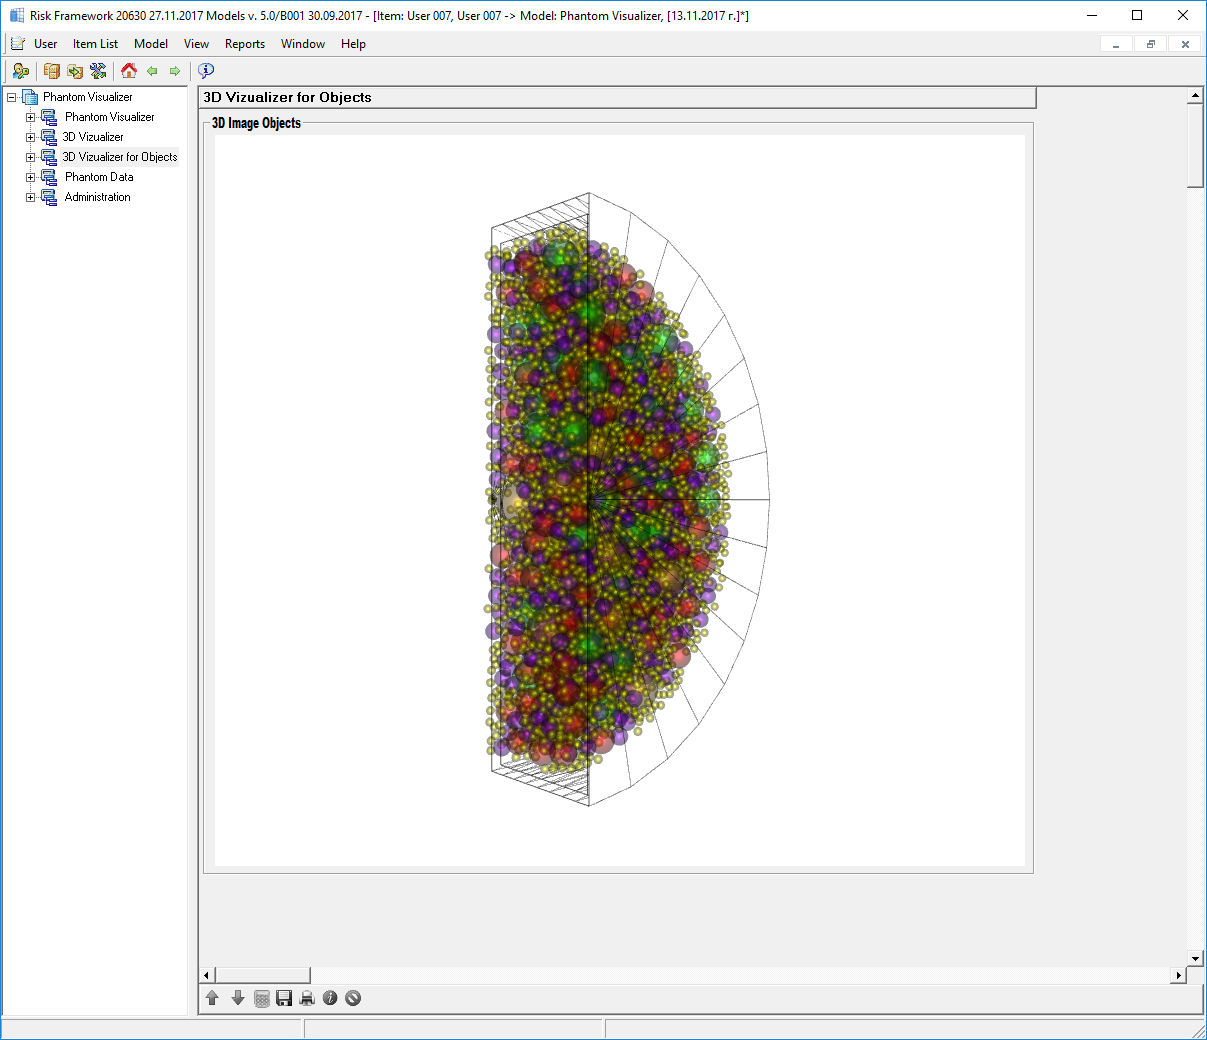 Risk Framework 20630 27.11.2017 Models v. 5.0/B001 30.09.2017 - [Item: User 007, User 007 -> Model: Phantom Visualizer, [13.11.2017 г.]*]
User Item List Model View Reports Window Help
Phantom Visualizer
Phantom Visualizer
3D Vizualizer
3D Vizualizer for Objects
Phantom Data
Administration
3D Vizualizer for Objects
3D Image Objects